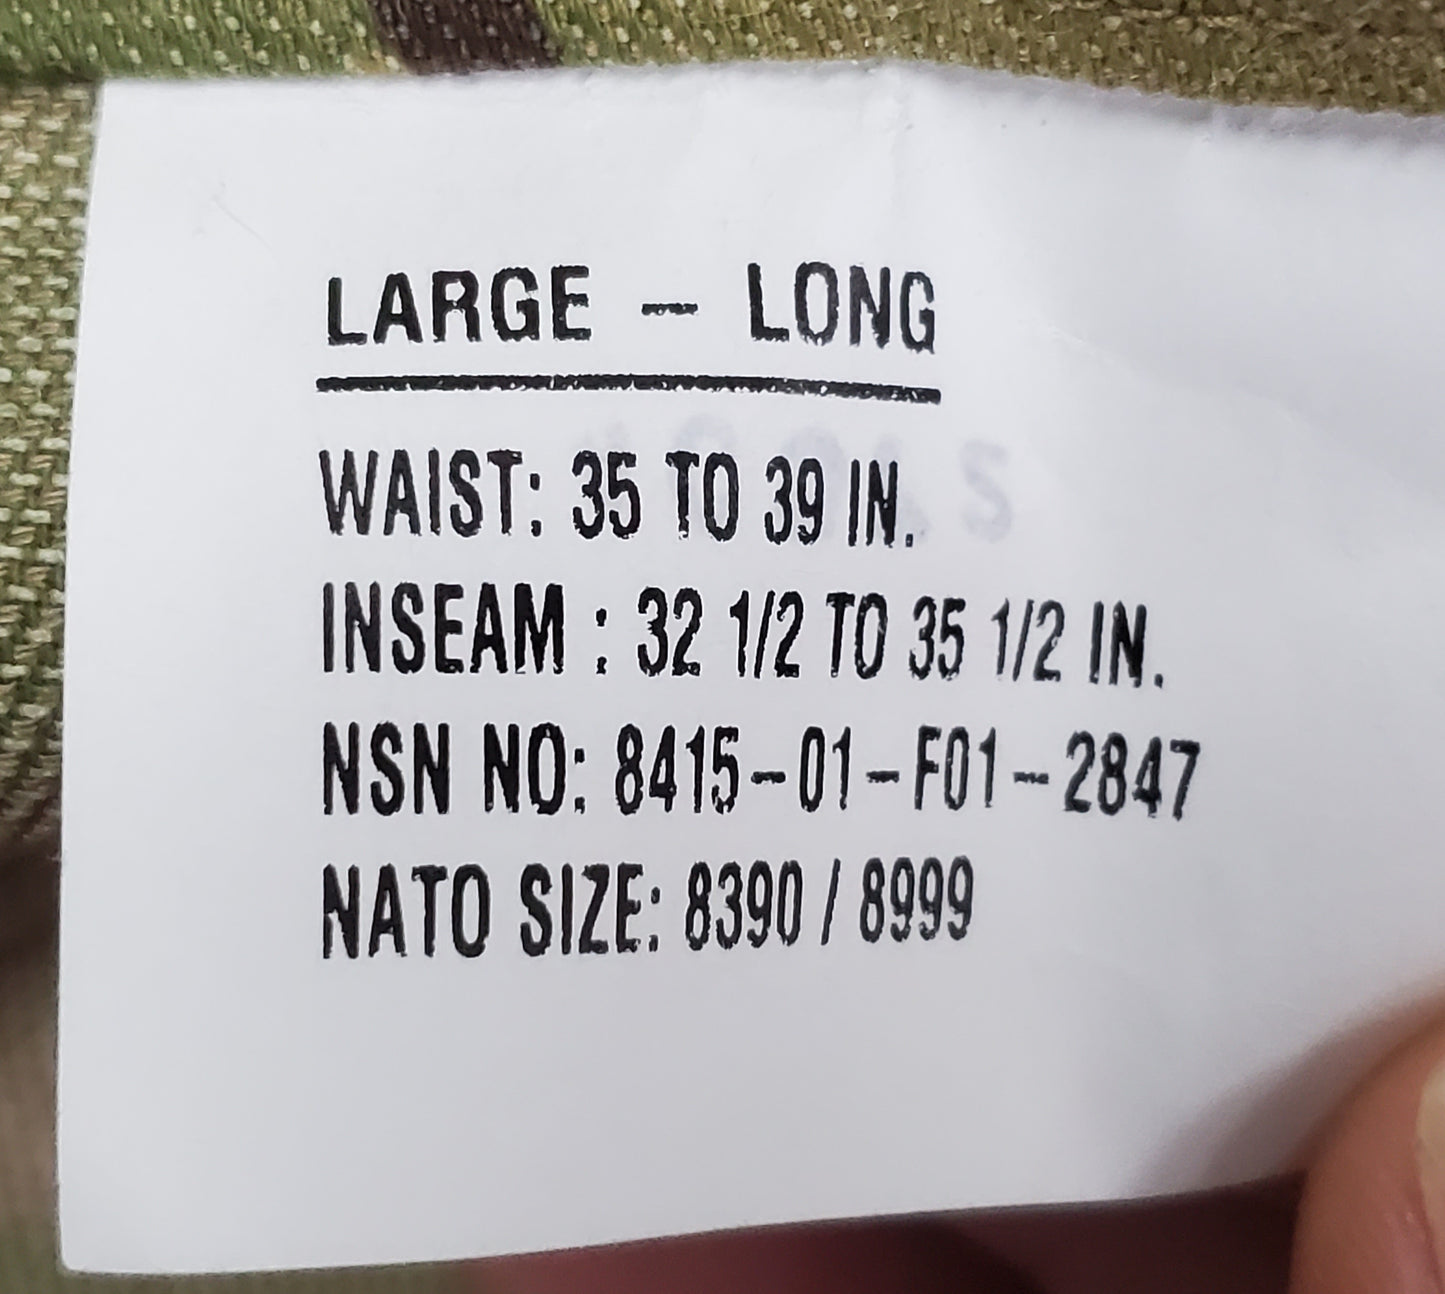 LARGE - LONG
WAIST: 35 TO 39 IN.
INSEAM : 32 1/2 TO 35 1/2 IN.
NSN NO: 8415-01-F01-2847
NATO SIZE: 8390 / 8999